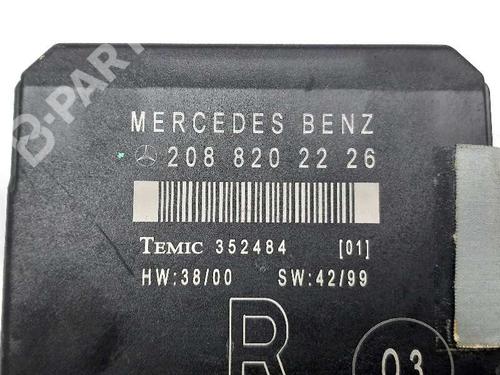 B-PARTS
MERCEDES BENZ
208 820 22 26
TEMIC 352484 [01]
HW:38/00 SW:42/99
R
03